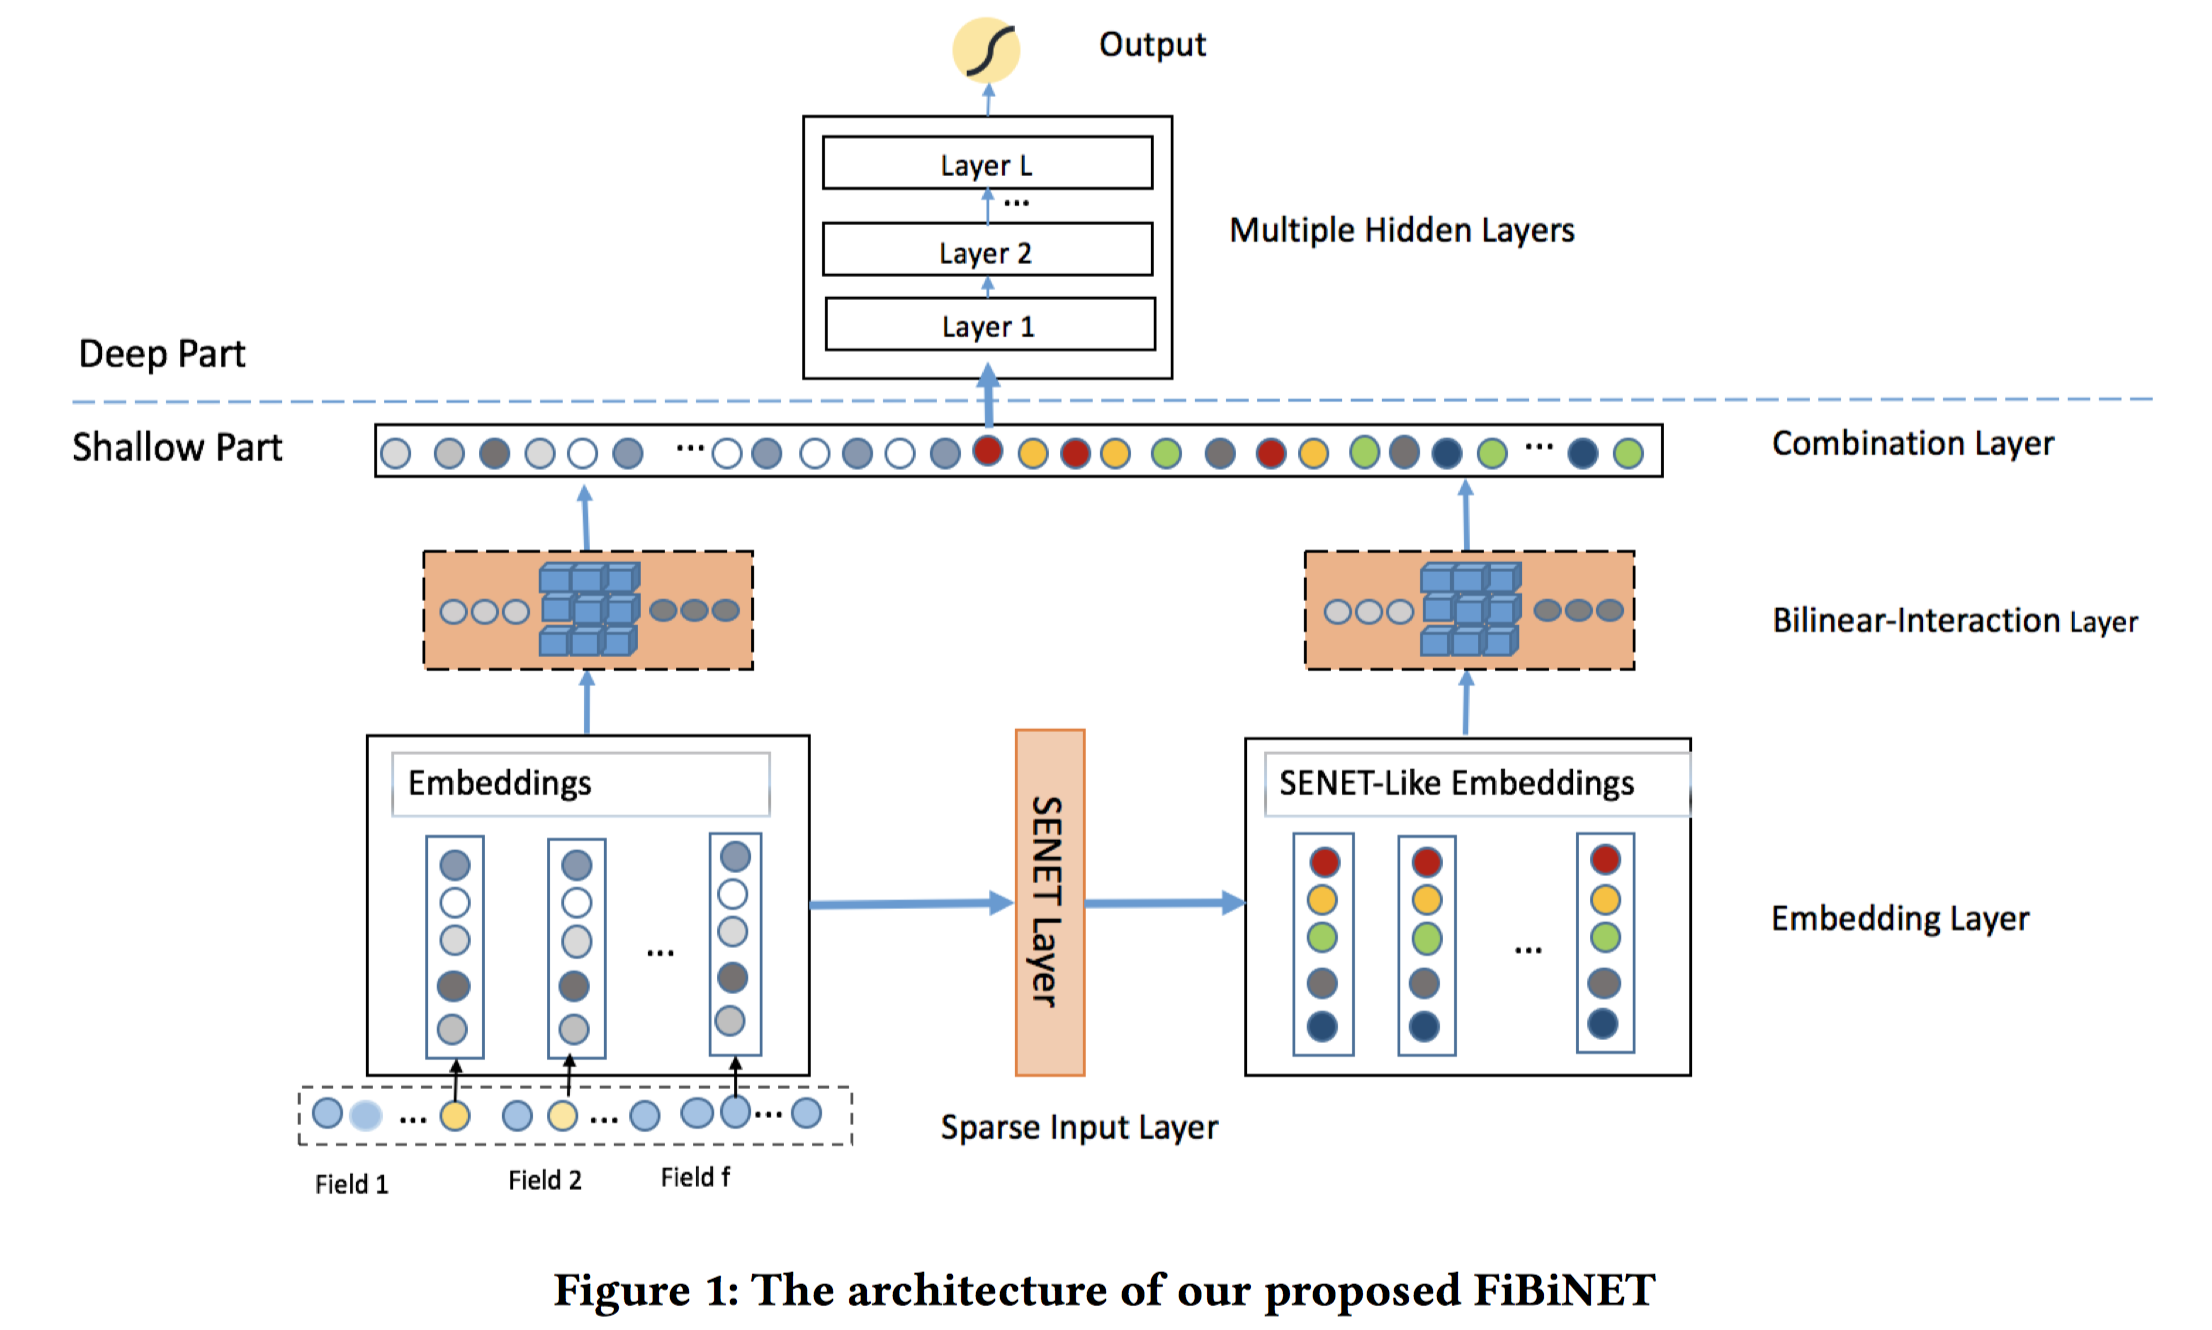 Output
Layer L
...
Multiple Hidden Layers
Layer 2
Layer 1
Deep Part
Shallow Part
...
...
Combination Layer
Bilinear-Interaction Layer
Embeddings
SENET Layer
SENET-Like Embeddings
...
...
Embedding Layer
...
...
...
Sparse Input Layer
Field 1
Field 2
Field f
Figure 1: The architecture of our proposed FiBiNET